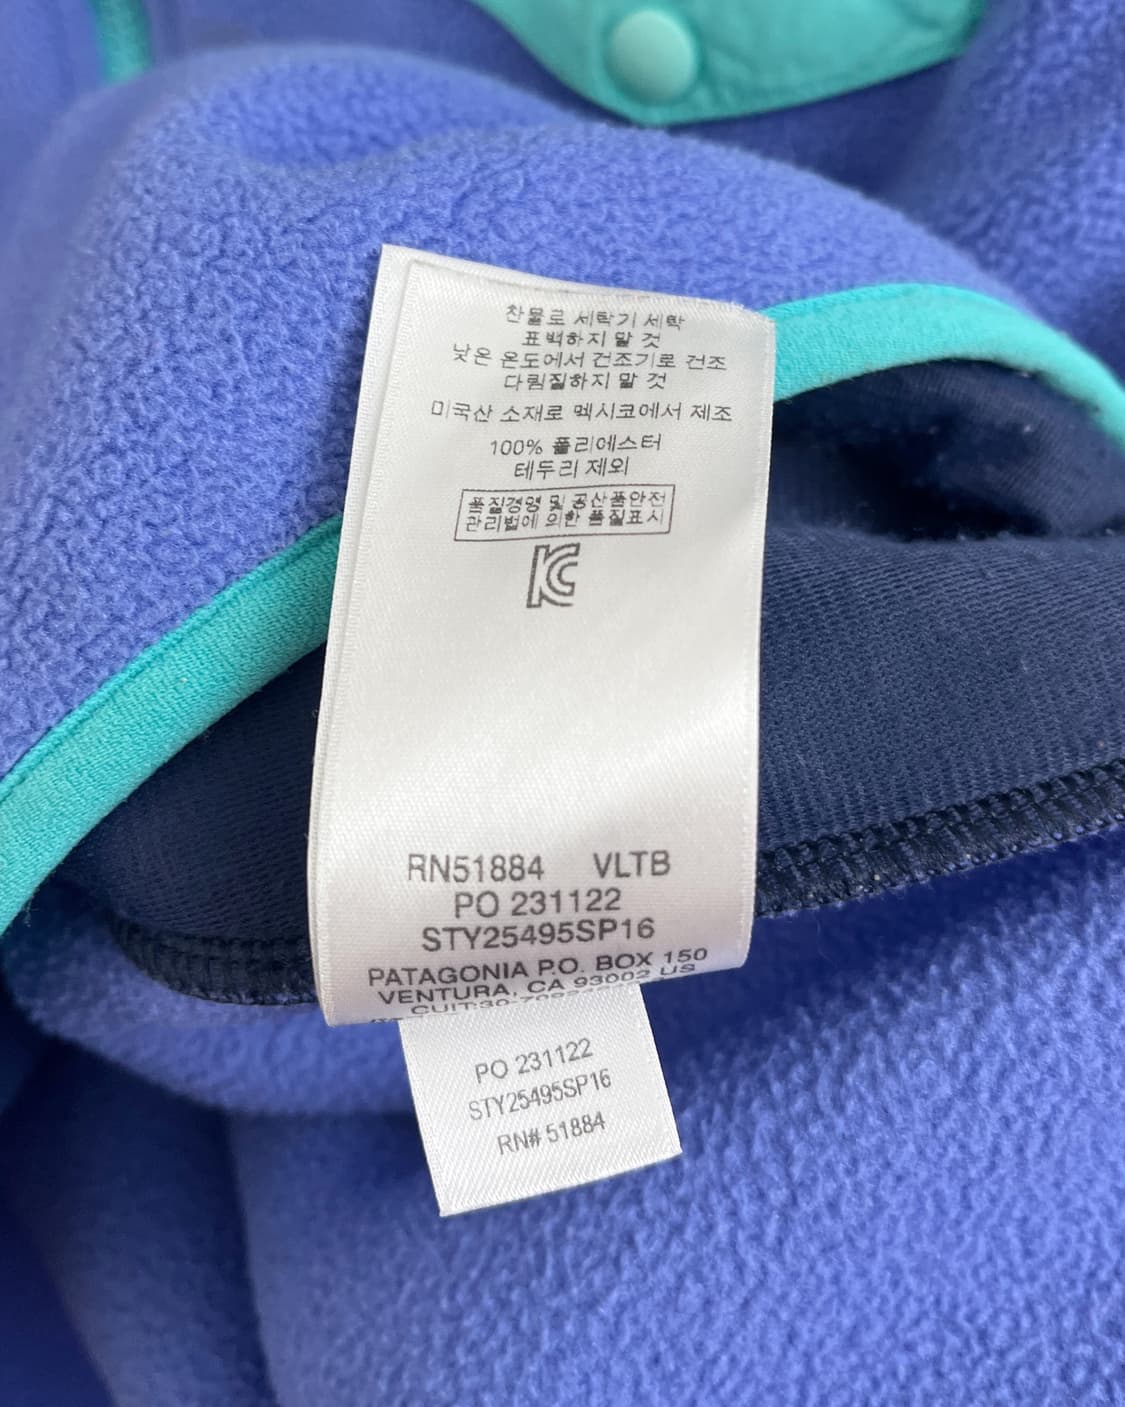 찬물로 세탁기 세탁
표백하지 말 것
낮은 온도에서 건조기로 건조
다림질하지 말 것
미국산 소재로 멕시코에서 제조
100% 폴리에스터
테두리 제외
품질경영 및 공산품안전
관리법에 의한 품질표시
KC
RN51884 VLTB
PO 231122
STY25495SP16
PATAGONIA P.O. BOX 150
VENTURA, CA 93002 US
PO 231122
STY25495SP16
RN# 51884